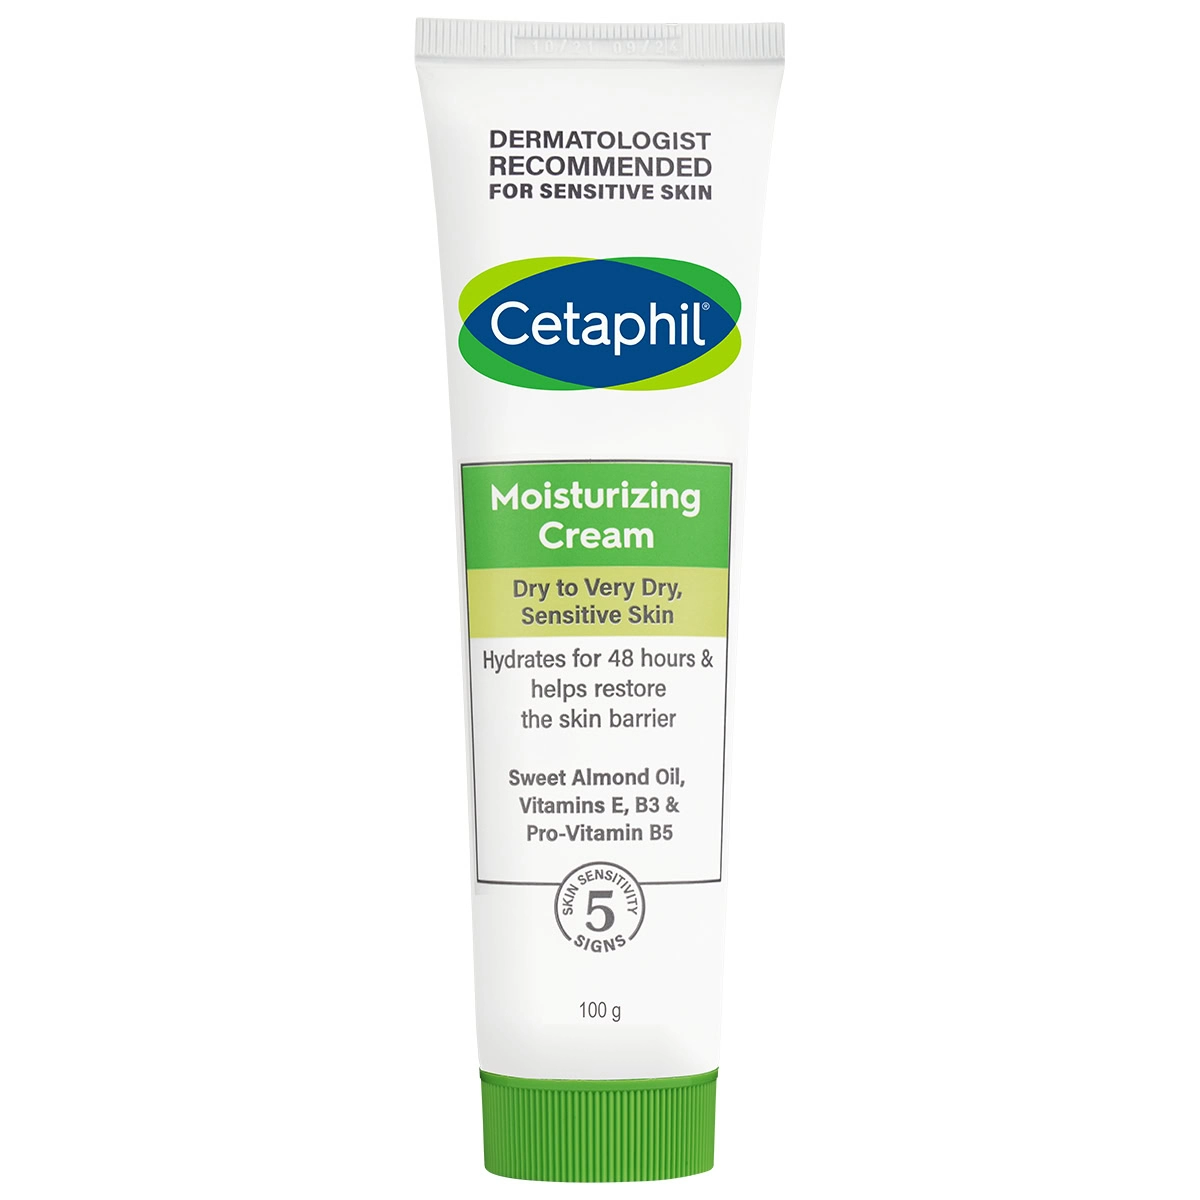 DERMATOLOGIST
RECOMMENDED
FOR SENSITIVE SKIN
Cetaphil®
Moisturizing
Cream
Dry to Very Dry,
Sensitive Skin
Hydrates for 48 hours &
helps restore
the skin barrier
Sweet Almond Oil,
Vitamins E, B3 &
Pro-Vitamin B5
SKIN SENSITIVITY
5
SIGNS
100 g